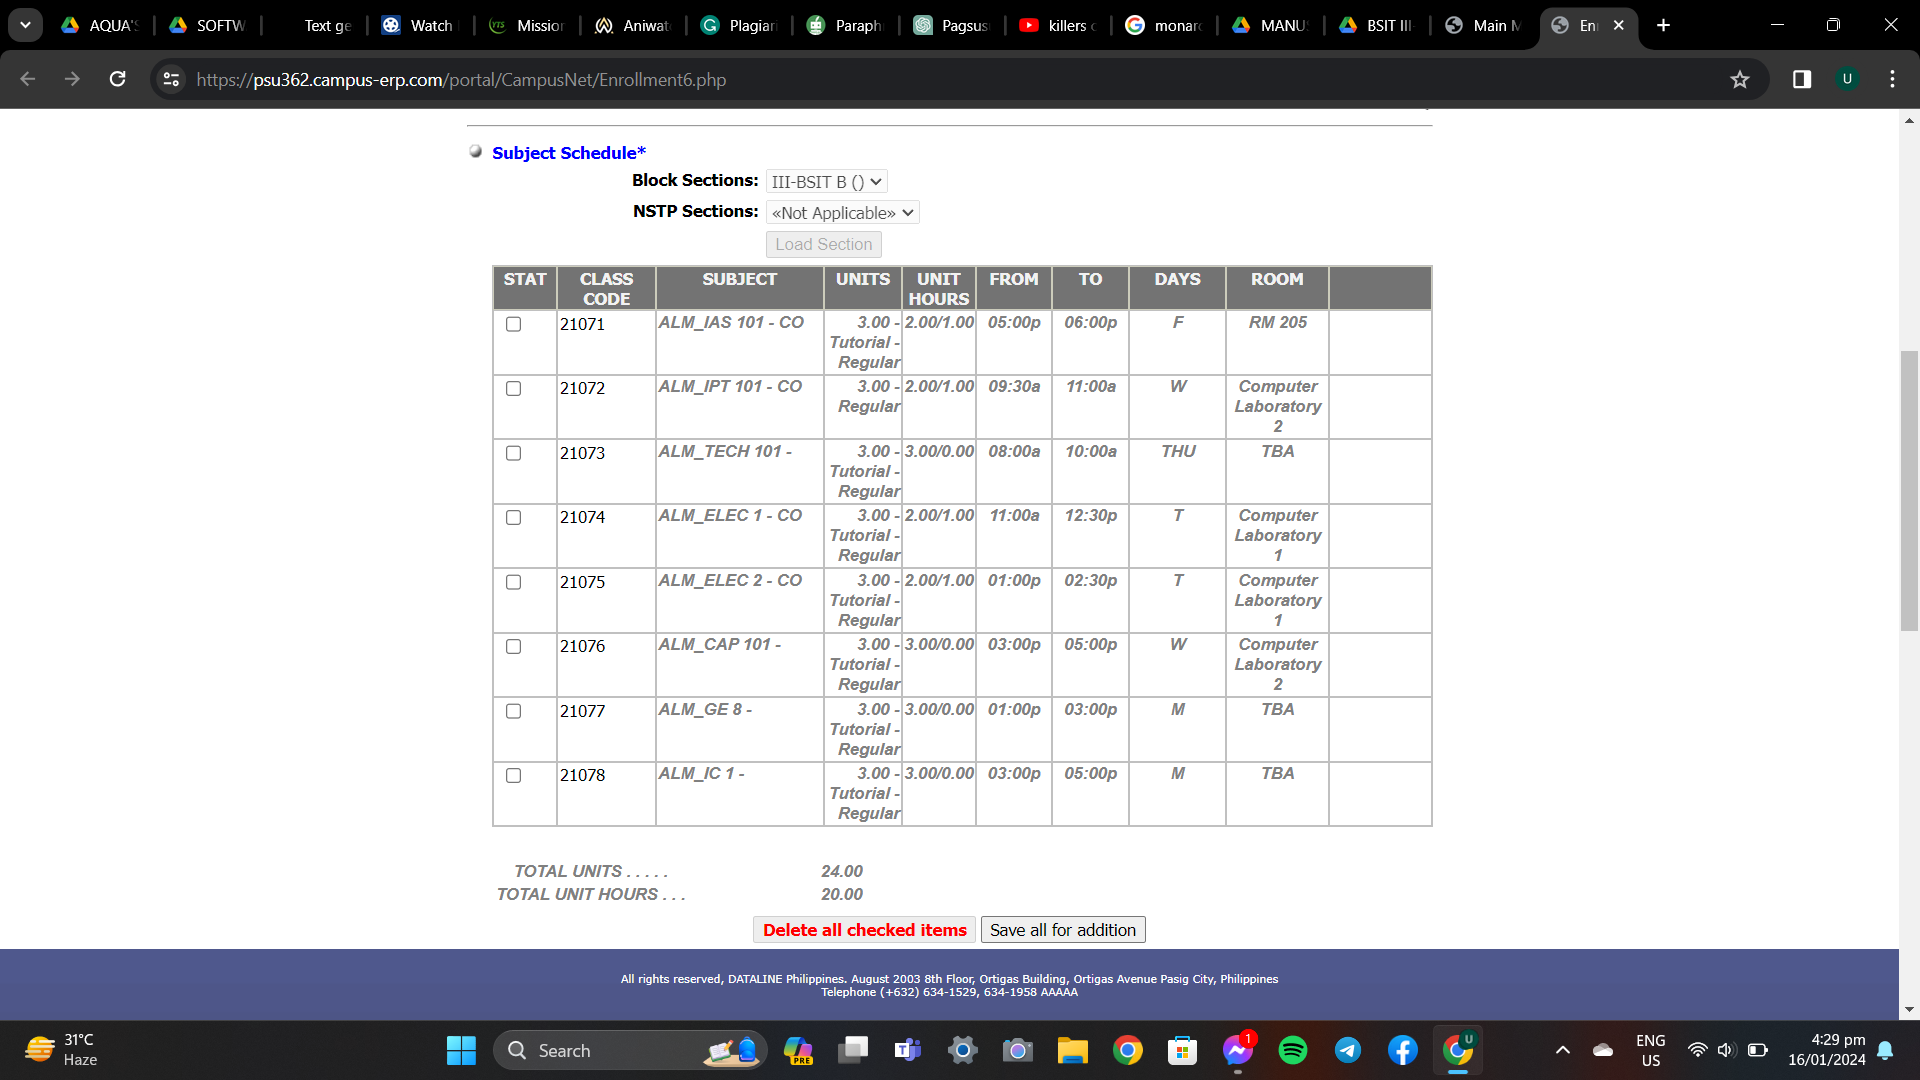 AQUA'S
SOFTW
Text ge
Watch
Mission
Aniwat
Plagiari
Paraph
Pagsus
killers o
monarc
MANUS
BSIT III
Main M
En
https://psu362.campus-erp.com/portal/CampusNet/Enrollment6.php
U
Subject Schedule*
Block Sections: III-BSIT B ()
NSTP Sections: «Not Applicable»
Load Section
STAT CLASS CODE SUBJECT UNITS UNIT HOURS FROM TO DAYS ROOM
21071 ALM_IAS 101 - CO 3.00 - Tutorial - Regular 2.00/1.00 05:00p 06:00p F RM 205
21072 ALM_IPT 101 - CO 3.00 - Regular 2.00/1.00 09:30a 11:00a W Computer Laboratory 2
21073 ALM_TECH 101 - 3.00 - Tutorial - Regular 3.00/0.00 08:00a 10:00a THU TBA
21074 ALM_ELEC 1 - CO 3.00 - Tutorial - Regular 2.00/1.00 11:00a 12:30p T Computer Laboratory 1
21075 ALM_ELEC 2 - CO 3.00 - Tutorial - Regular 2.00/1.00 01:00p 02:30p T Computer Laboratory 1
21076 ALM_CAP 101 - 3.00 - Tutorial - Regular 3.00/0.00 03:00p 05:00p W Computer Laboratory 2
21077 ALM_GE 8 - 3.00 - Tutorial - Regular 3.00/0.00 01:00p 03:00p M TBA
21078 ALM_IC 1 - 3.00 - Tutorial - Regular 3.00/0.00 03:00p 05:00p M TBA
TOTAL UNITS . . . . . 24.00
TOTAL UNIT HOURS . . . 20.00
Delete all checked items Save all for addition
All rights reserved, DATALINE Philippines. August 2003 8th Floor, Ortigas Building, Ortigas Avenue Pasig City, Philippines
Telephone (+632) 634-1529, 634-1958 AAAAA
31°C
Haze
Search
PRE
1
U
ENG
US
4:29 pm
16/01/2024